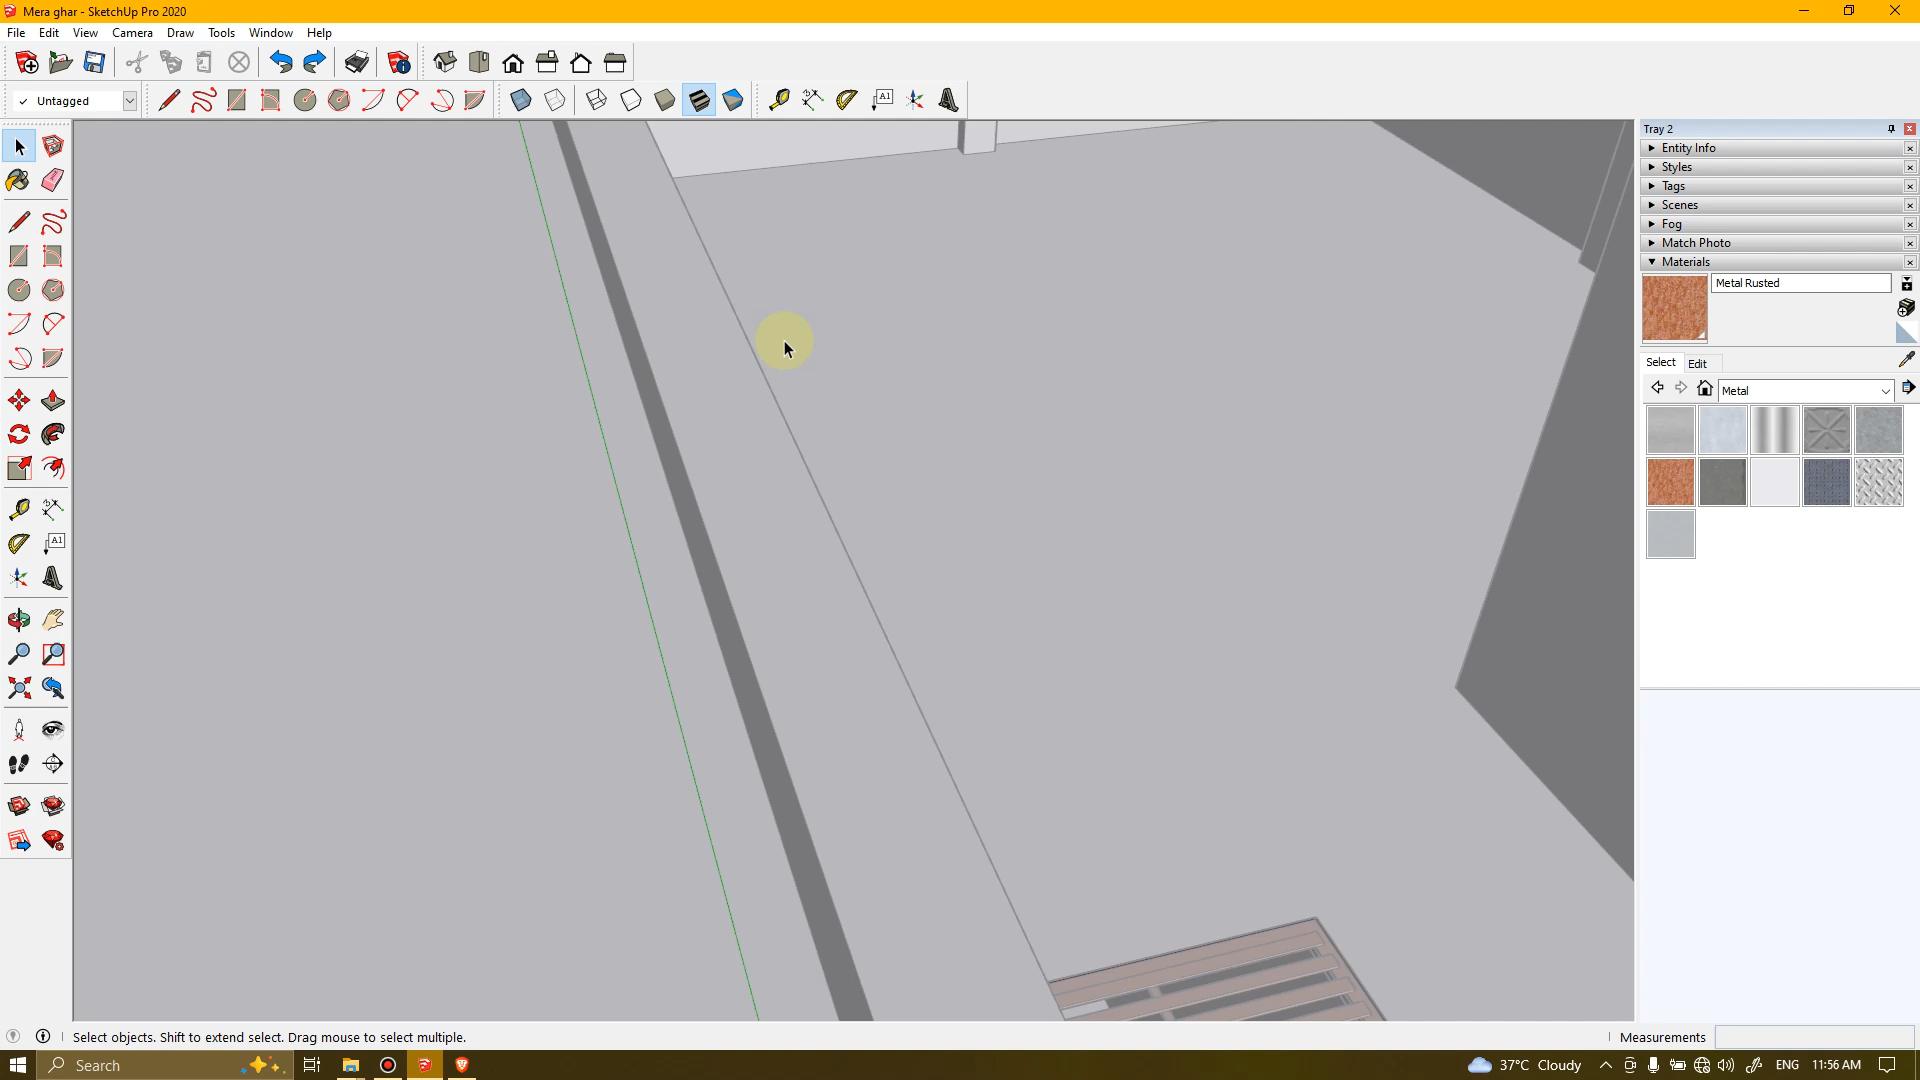 Mera ghar - SketchUp Pro 2020
File Edit View Camera Draw Tools Window Help
✓ Untagged
A1
A1
Tray 2
Entity Info
Styles
Tags
Scenes
Fog
Match Photo
Materials
Metal Rusted
Select Edit
Metal
Select objects. Shift to extend select. Drag mouse to select multiple.
Measurements
Search
37°C Cloudy
ENG
11:56 AM